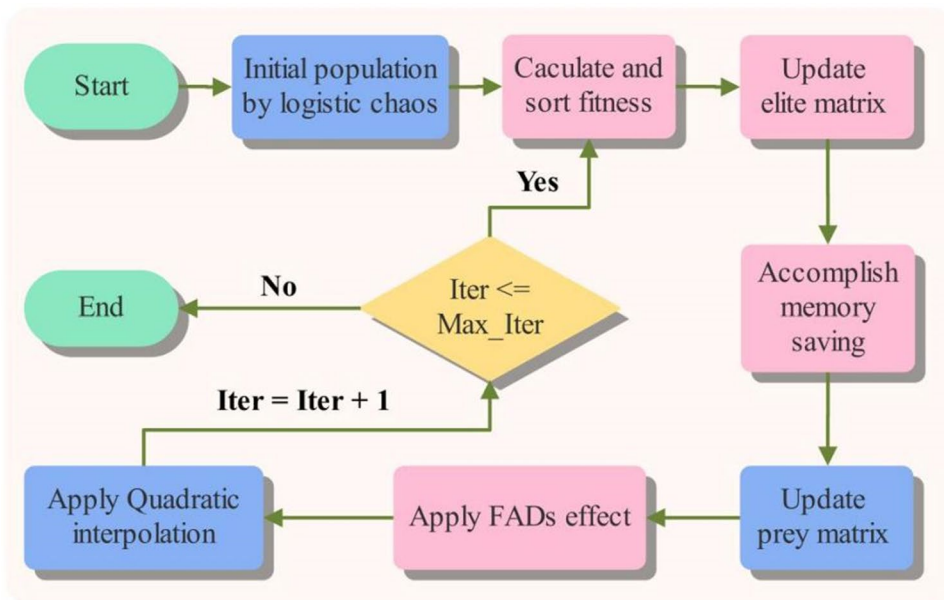 Start
Initial population
by logistic chaos
Caculate and
sort fitness
Update
elite matrix
Yes
Accomplish
memory
saving
Iter <=
Max_Iter
No
End
Iter = Iter + 1
Update
prey matrix
Apply FADs effect
Apply Quadratic
interpolation